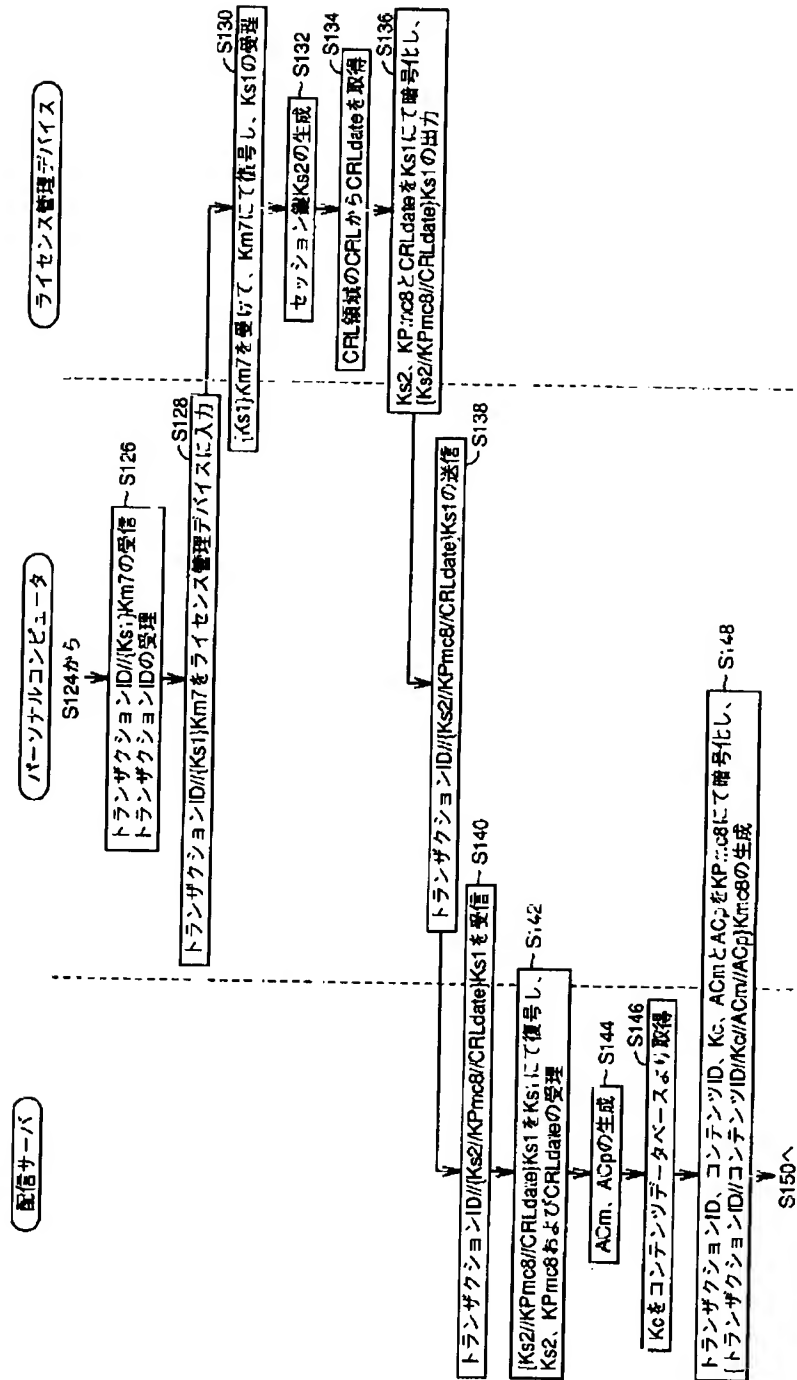 配信サーバ
パーソナルコンピュータ
ライセンス管理デバイス
S124から
トランザクションID//{Ks1}Km7の受信
トランザクションIDの受理
S126
トランザクションID//{Ks1}Km7をライセンス管理デバイスに入力
S128
{Ks1}Km7を受けて、Km7にて復号し、Ks1の受理
S130
セッション鍵Ks2の生成
S132
CRL領域のCRLからCRLdateを取得
S134
Ks2、KPmc8とCRLdateをKs1にて暗号化し、
{Ks2//KPmc8//CRLdate}Ks1の出力
S136
トランザクションID//{Ks2//KPmc8//CRLdate}Ks1の送信
S138
トランザクションID//{Ks2//KPmc8//CRLdate}Ks1を受信
S140
{Ks2//KPmc8//CRLdate}Ks1をKs1にて復号し、
Ks2、KPmc8およびCRLdateの受理
S142
ACm、ACpの生成
S144
Kcをコンテンツデータベースより取得
S146
トランザクションID、コンテンツID、Kc、ACmとACpをKPmc8にて暗号化し、
{トランザクションID//コンテンツID//Kc//ACm//ACp}Kmc8の生成
S148
S150へ